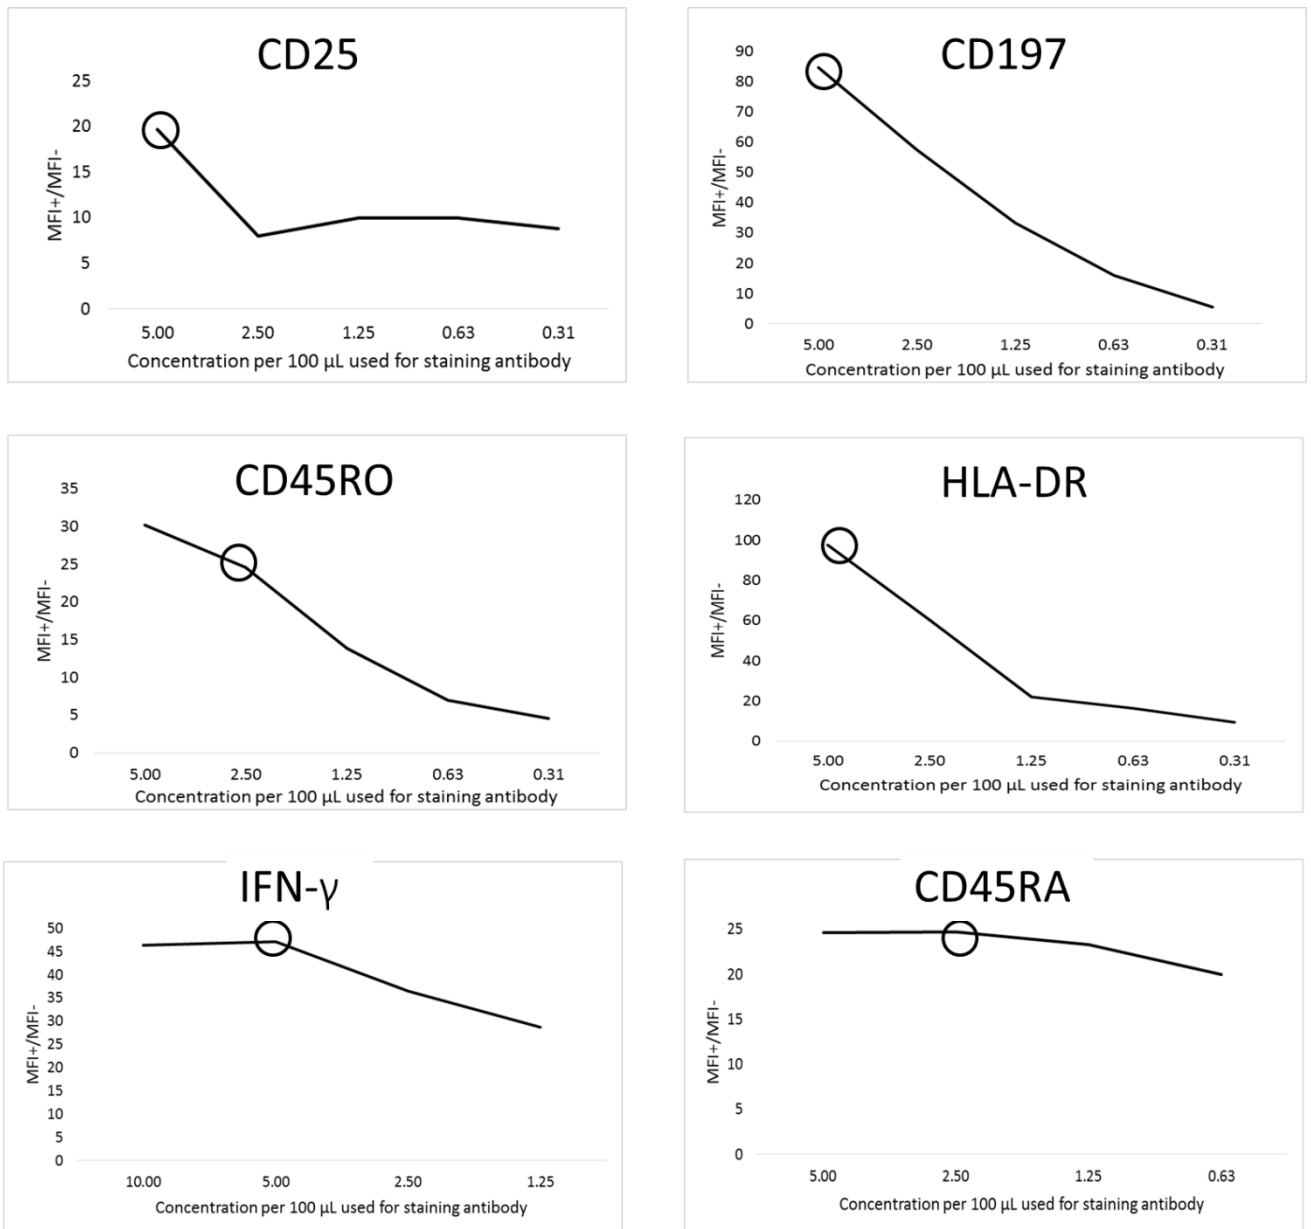 CD25
25
20
15
10
5
0
MFI+/MFI-
5.00 2.50 1.25 0.63 0.31
Concentration per 100 µL used for staining antibody
CD197
90
80
70
60
50
40
30
20
10
0
MFI+/MFI-
5.00 2.50 1.25 0.63 0.31
Concentration per 100 µL used for staining antibody
CD45RO
35
30
25
20
15
10
5
0
MFI+/MFI-
5.00 2.50 1.25 0.63 0.31
Concentration per 100 µL used for staining antibody
HLA-DR
120
100
80
60
40
20
0
MFI+/MFI-
5.00 2.50 1.25 0.63 0.31
Concentration per 100 µL used for staining antibody
IFN-γ
50
45
40
35
30
25
20
15
10
5
0
MFI+/MFI-
10.00 5.00 2.50 1.25
Concentration per 100 µL used for staining antibody
CD45RA
25
20
15
10
5
0
MFI+/MFI-
5.00 2.50 1.25 0.63
Concentration per 100 µL used for staining antibody